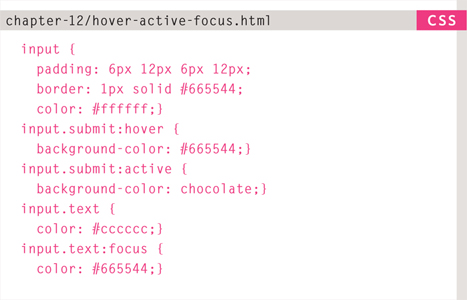 chapter-12/hover-active-focus.html CSS
input {
padding: 6px 12px 6px 12px;
border: 1px solid #665544;
color: #ffffff;}
input.submit:hover {
background-color: #665544;}
input.submit:active {
background-color: chocolate;}
input.text {
color: #cccccc;}
input.text:focus {
color: #665544;}